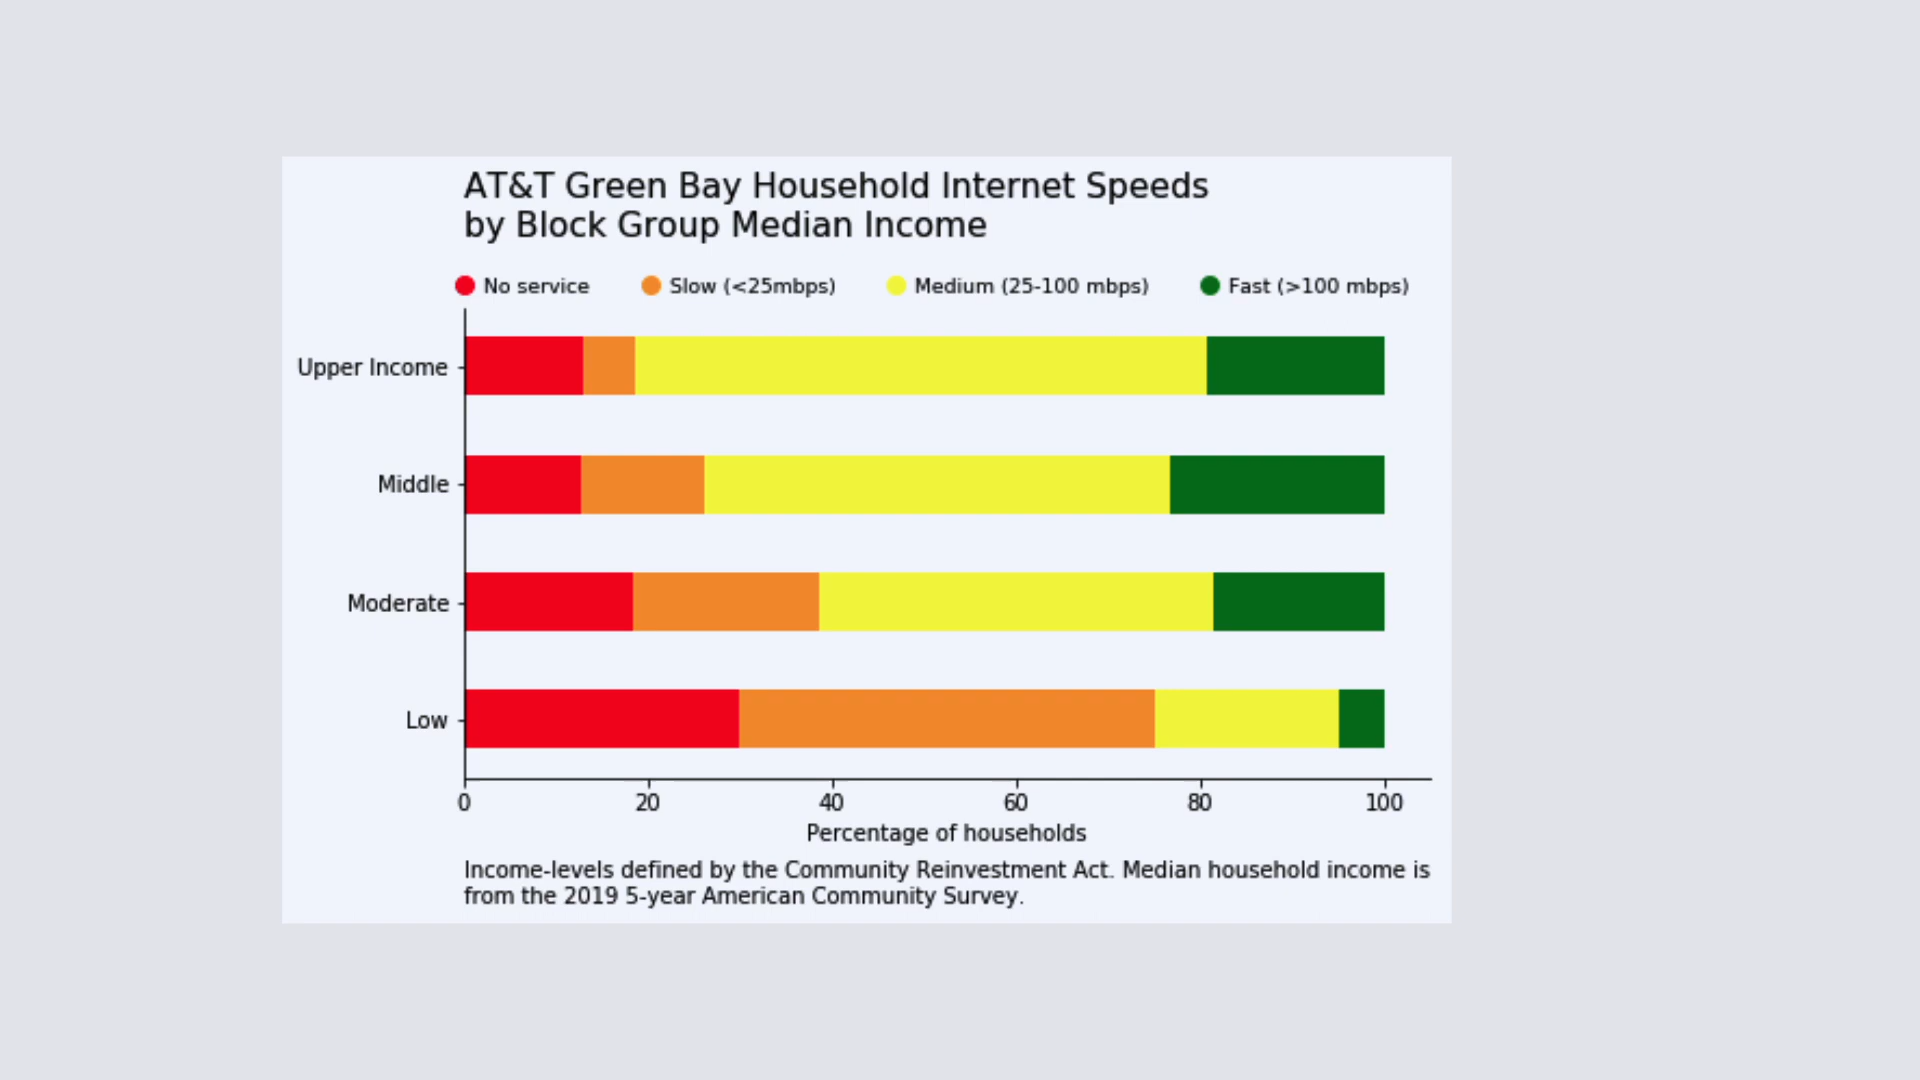 AT&T Green Bay Household Internet Speeds
by Block Group Median Income
No service Slow (<25mbps) Medium (25-100 mbps) Fast (>100 mbps)
Upper Income
Middle
Moderate
Low
0 20 40 60 80 100
Percentage of households
Income-levels defined by the Community Reinvestment Act. Median household income is
from the 2019 5-year American Community Survey.